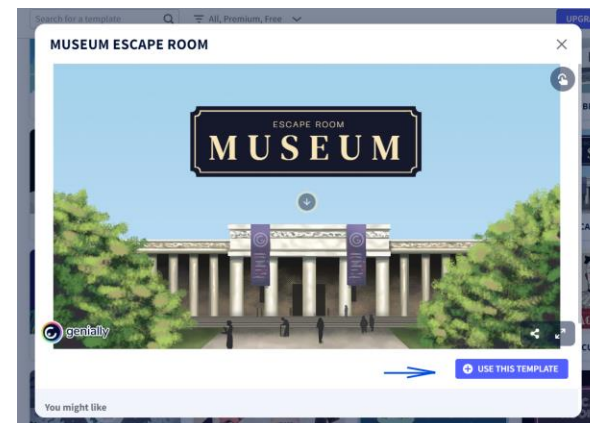 Search for a template
All, Premium, Free
UPGRA
MUSEUM ESCAPE ROOM
ESCAPE ROOM
MUSEUM
genially
USE THIS TEMPLATE
You might like